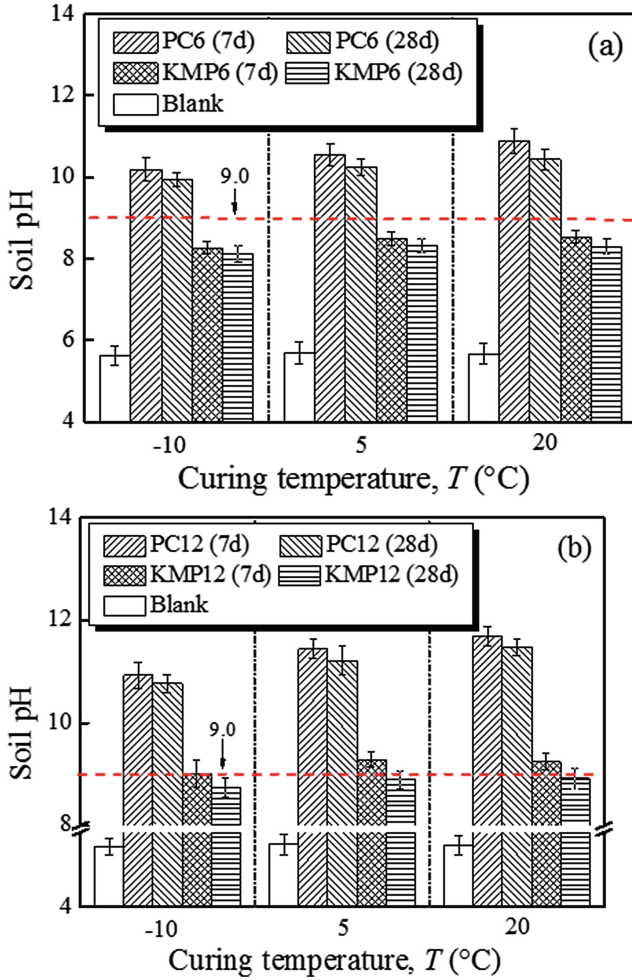 14
PC6 (7d) PC6 (28d) (a)
KMP6 (7d) KMP6 (28d)
12
Blank
10
9.0
8
6
4
Soil pH
-10 5 20
Curing temperature, T (°C)
14
PC12 (7d) PC12 (28d) (b)
KMP12 (7d) KMP12 (28d)
12
Blank
10
9.0
8
4
Soil pH
-10 5 20
Curing temperature, T (°C)